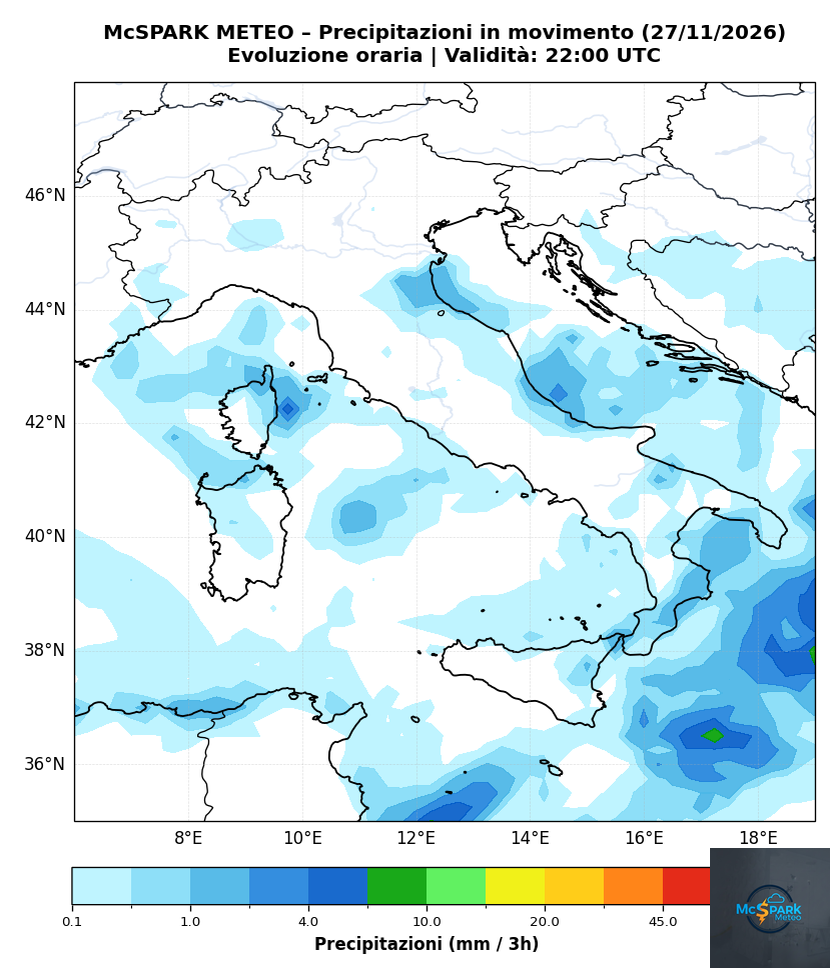 McSPARK METEO – Precipitazioni in movimento (27/11/2026)
Evoluzione oraria | Validità: 22:00 UTC
46°N
44°N
42°N
40°N
38°N
36°N
8°E 10°E 12°E 14°E 16°E 18°E
0.1 1.0 4.0 10.0 20.0 45.0
Precipitazioni (mm / 3h)
McSPARK
Meteo